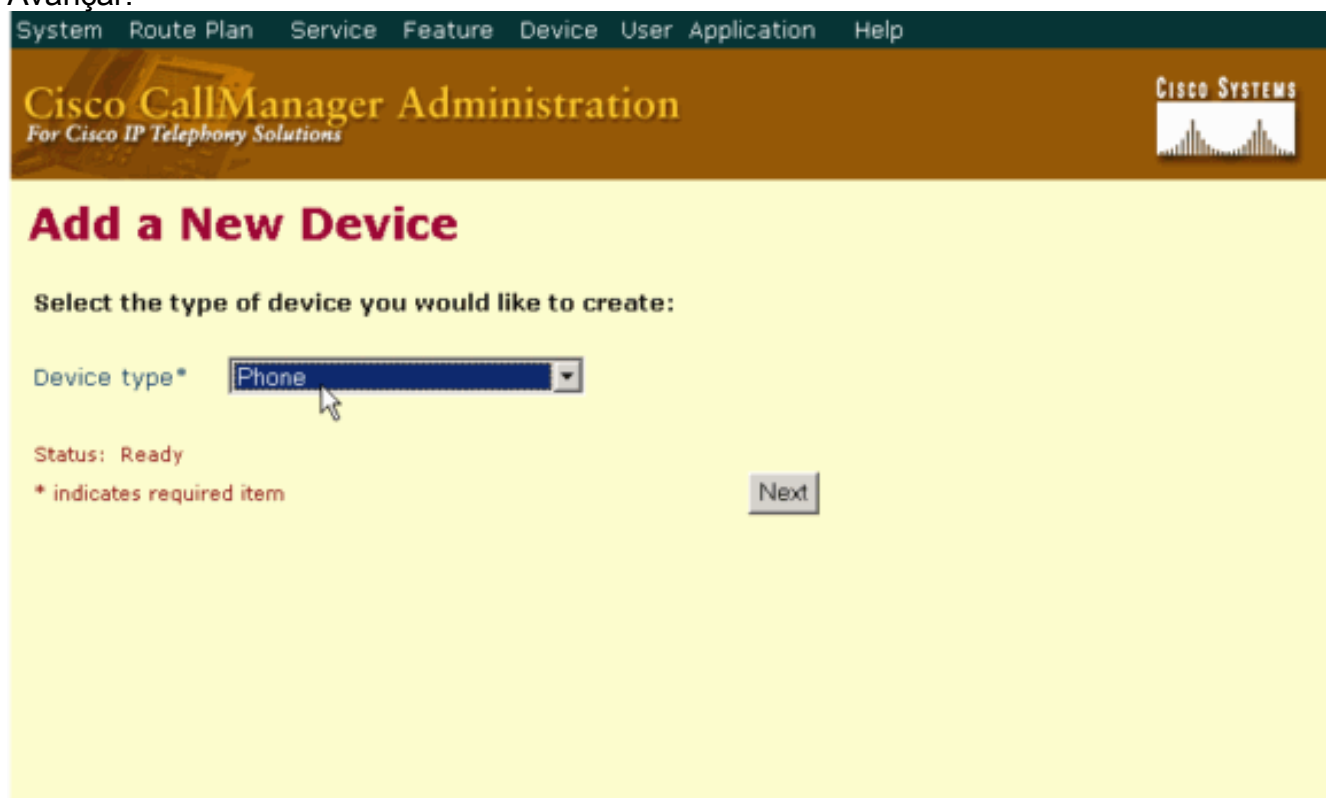 Avançar.
System Route Plan Service Feature Device User Application Help
Cisco CallManager Administration
For Cisco IP Telephony Solutions
CISCO SYSTEMS
Add a New Device
Select the type of device you would like to create:
Device type* Phone
Status: Ready
* indicates required item
Next